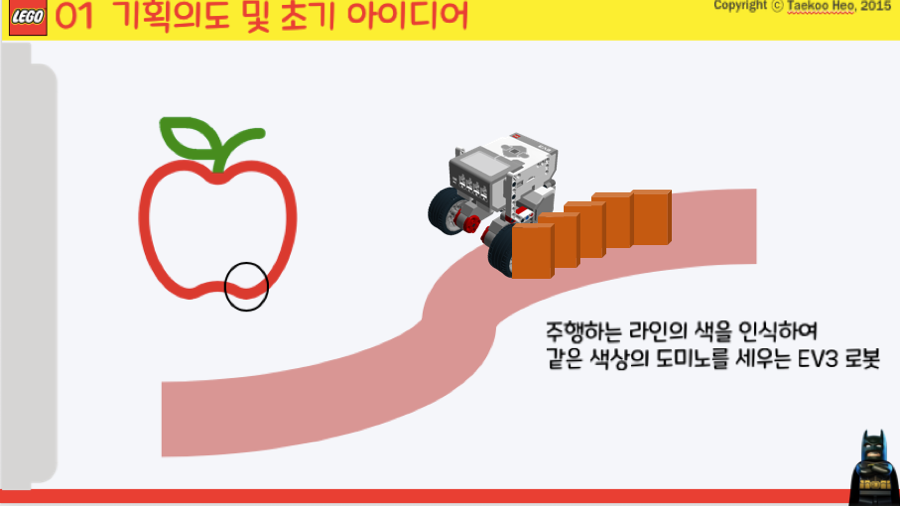 LEGO
01 기획의도 및 초기 아이디어
Copyright ⓒ Taekoo Heo, 2015
EV3
주행하는 라인의 색을 인식하여
같은 색상의 도미노를 세우는 EV3 로봇